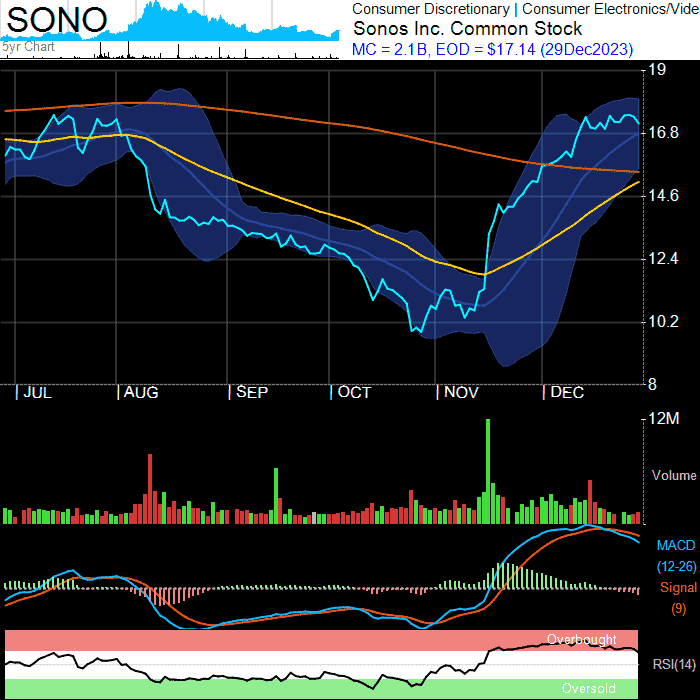 SONO
5yr Chart
Consumer Discretionary | Consumer Electronics/Vide
Sonos Inc. Common Stock
MC = 2.1B, EOD = $17.14 (29Dec2023)
19
16.8
14.6
12.4
10.2
8
JUL
AUG
SEP
OCT
NOV
DEC
12M
Volume
MACD
(12-26)
Signal
(9)
Overbought
RSI(14)
Oversold